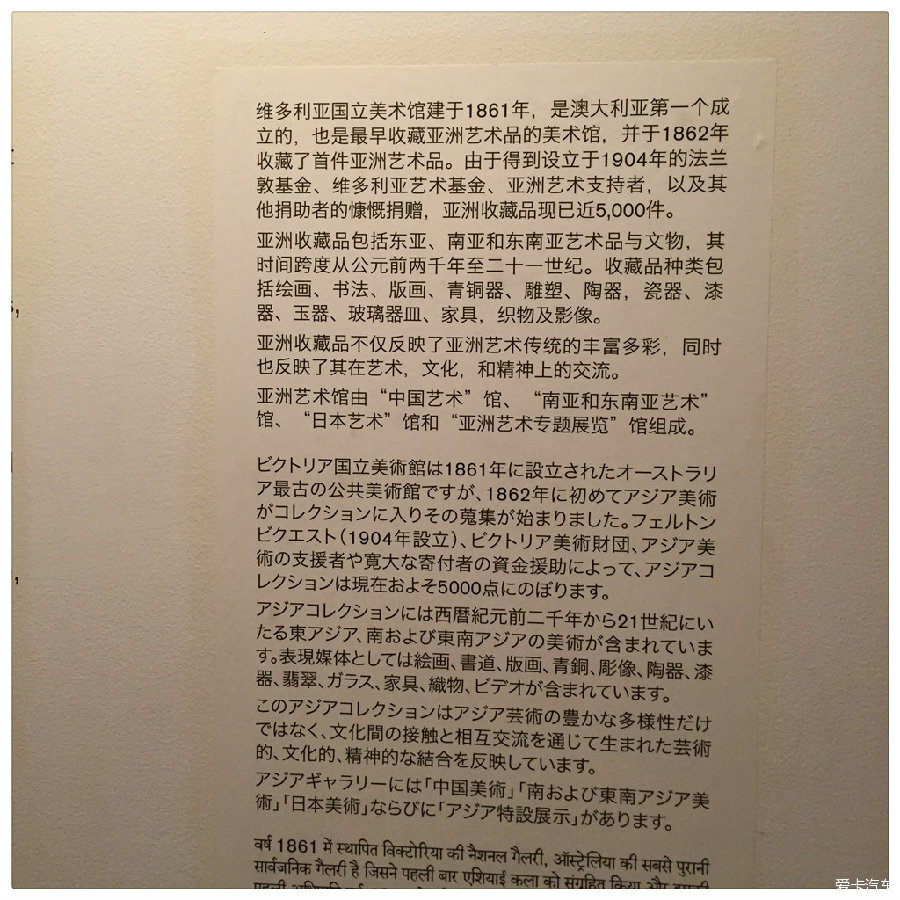 维多利亚国立美术馆建于1861年，是澳大利亚第一个成
立的，也是最早收藏亚洲艺术品的美术馆，并于1862年
收藏了首件亚洲艺术品。由于得到设立于1904年的法兰
敦基金、维多利亚艺术基金、亚洲艺术支持者，以及其
他捐助者的慷慨捐赠，亚洲收藏品现已近5,000件。
亚洲收藏品包括东亚、南亚和东南亚艺术品与文物，其
时间跨度从公元前两千年至二十一世纪。收藏品种类包
括绘画、书法、版画、青铜器、雕塑、陶器，瓷器、漆
器、玉器、玻璃器皿、家具，织物及影像。
亚洲收藏品不仅反映了亚洲艺术传统的丰富多彩，同时
也反映了其在艺术，文化，和精神上的交流。
亚洲艺术馆由“中国艺术”馆、“南亚和东南亚艺术”
馆、“日本艺术”馆和“亚洲艺术专题展览”馆组成。
ビクトリア国立美術館は1861年に設立されたオーストラリ
ア最古の公共美術館ですが、1862年に初めてアジア美術
がコレクションに入りその蒐集が始まりました。フェルトン
ビクエスト（1904年設立）、ビクトリア美術財団、アジア美
術の支援者や寛大な寄付者の資金援助によって、アジアコ
レクションは現在およそ5000点にのぼります。
アジアコレクションには西暦紀元前二千年から21世紀にい
たる東アジア、南および東南アジアの美術が含まれていま
す。表現媒体としては絵画、書道、版画、青銅、彫像、陶器、漆
器、翡翠、ガラス、家具、織物、ビデオが含まれています。
このアジアコレクションはアジア芸術の豊かな多様性だけ
ではなく、文化間の接触と相互交流を通じて生まれた芸術
的、文化的、精神的な結合を反映しています。
アジアギャラリーには「中国美術」「南および東南アジア美
術」「日本美術」ならびに「アジア特設展示」があります。
वर्ष 1861 में स्थापित विक्टोरिया की नैशनल गैलरी, ऑस्ट्रेलिया की सबसे पुरानी
सार्वजनिक गैलरी है जिसने पहली बार एशियाई कला को संग्रहित किया और
爱卡汽车